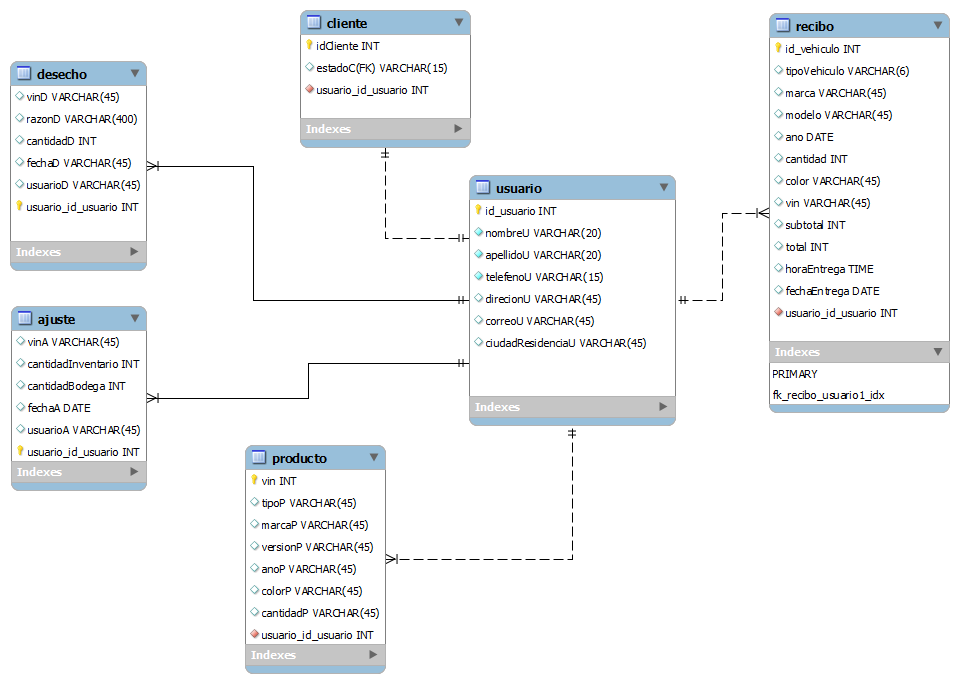 cliente
idCliente INT
estadoC(FK) VARCHAR(15)
usuario_id_usuario INT
Indexes
recibo
id_vehiculo INT
tipoVehiculo VARCHAR(6)
marca VARCHAR(45)
modelo VARCHAR(45)
ano DATE
cantidad INT
color VARCHAR(45)
vin VARCHAR(45)
subtotal INT
total INT
horaEntrega TIME
fechaEntrega DATE
usuario_id_usuario INT
Indexes
PRIMARY
fk_recibo_usuario1_idx
desecho
vinD VARCHAR(45)
razonD VARCHAR(400)
cantidadD INT
fechaD VARCHAR(45)
usuarioD VARCHAR(45)
usuario_id_usuario INT
Indexes
usuario
id_usuario INT
nombreU VARCHAR(20)
apellidoU VARCHAR(20)
telefenoU VARCHAR(15)
direcionU VARCHAR(45)
correoU VARCHAR(45)
ciudadResidenciaU VARCHAR(45)
Indexes
ajuste
vinA VARCHAR(45)
cantidadInventario INT
cantidadBodega INT
fechaA DATE
usuarioA VARCHAR(45)
usuario_id_usuario INT
Indexes
producto
vin INT
tipoP VARCHAR(45)
marcaP VARCHAR(45)
versionP VARCHAR(45)
anoP VARCHAR(45)
colorP VARCHAR(45)
cantidadP VARCHAR(45)
usuario_id_usuario INT
Indexes